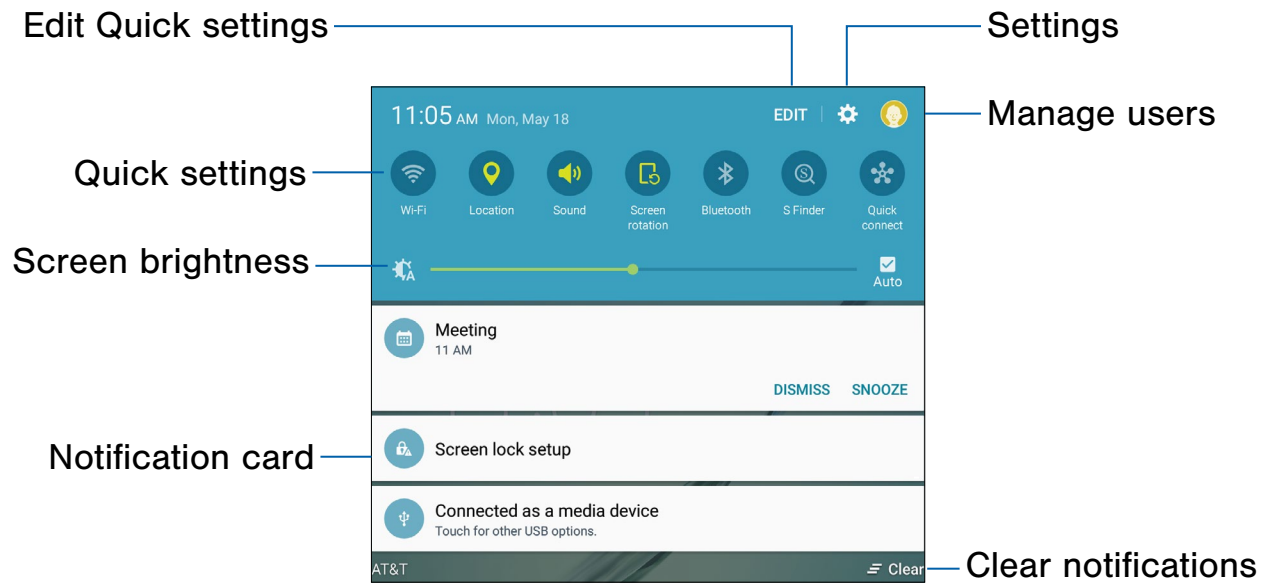 Edit Quick settings
Settings
11:05 AM Mon, May 18
EDIT
Manage users
Quick settings
Wi-Fi
Location
Sound
Screen
rotation
Bluetooth
S Finder
Quick
connect
Screen brightness
A
Auto
Meeting
11 AM
DISMISS SNOOZE
Notification card
Screen lock setup
Connected as a media device
Touch for other USB options.
AT&T
Clear
Clear notifications